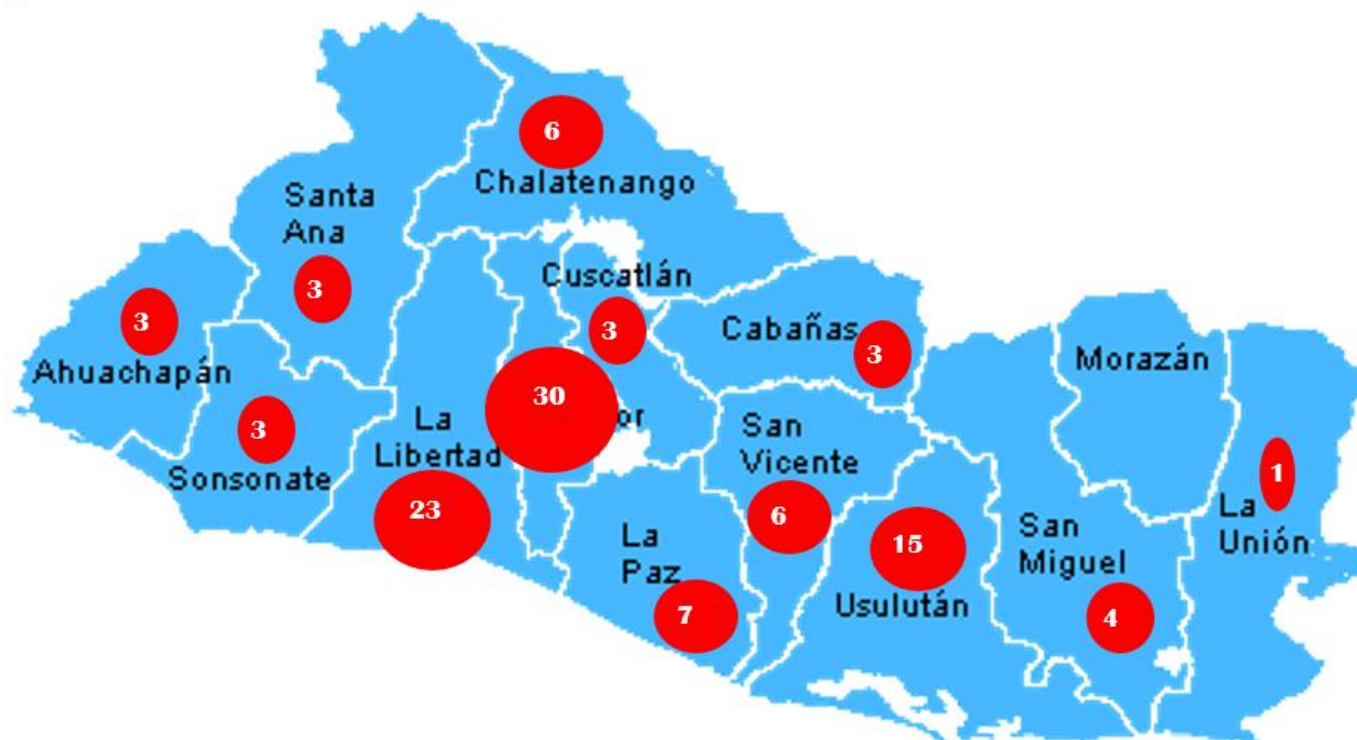 6
Chalatenango
Santa
Ana
3
Cuscatlán
3
3
Ahuachapán
Cabañas
3
Morazán
30
or
3
Sonsonate
La
Libertad
23
San
Vicente
6
La
Paz
7
15
Usulután
San
Miguel
4
1
La
Unión